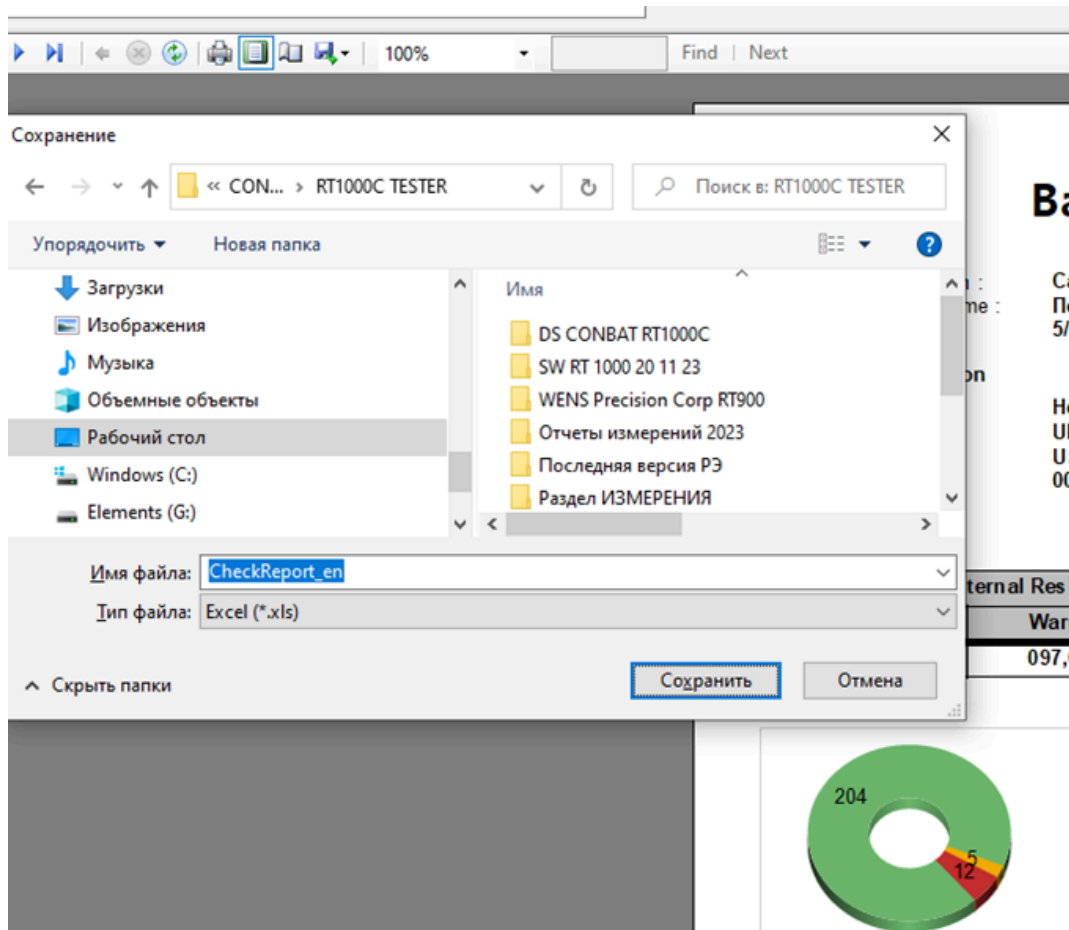 100%
Find | Next
Сохранение
« CON... › RT1000C TESTER
Поиск в: RT1000C TESTER
Упорядочить
Новая папка
?
Загрузки
Изображения
Музыка
Объемные объекты
Рабочий стол
Windows (C:)
Elements (G:)
Имя
DS CONBAT RT1000C
SW RT 1000 20 11 23
WENS Precision Corp RT900
Отчеты измерений 2023
Последняя версия РЭ
Раздел ИЗМЕРЕНИЯ
Имя файла: CheckReport_en
Тип файла: Excel (*.xls)
Скрыть папки
Сохранить
Отмена
Ba
me :
5/
on
ternal Res
War
097,
204
5
12